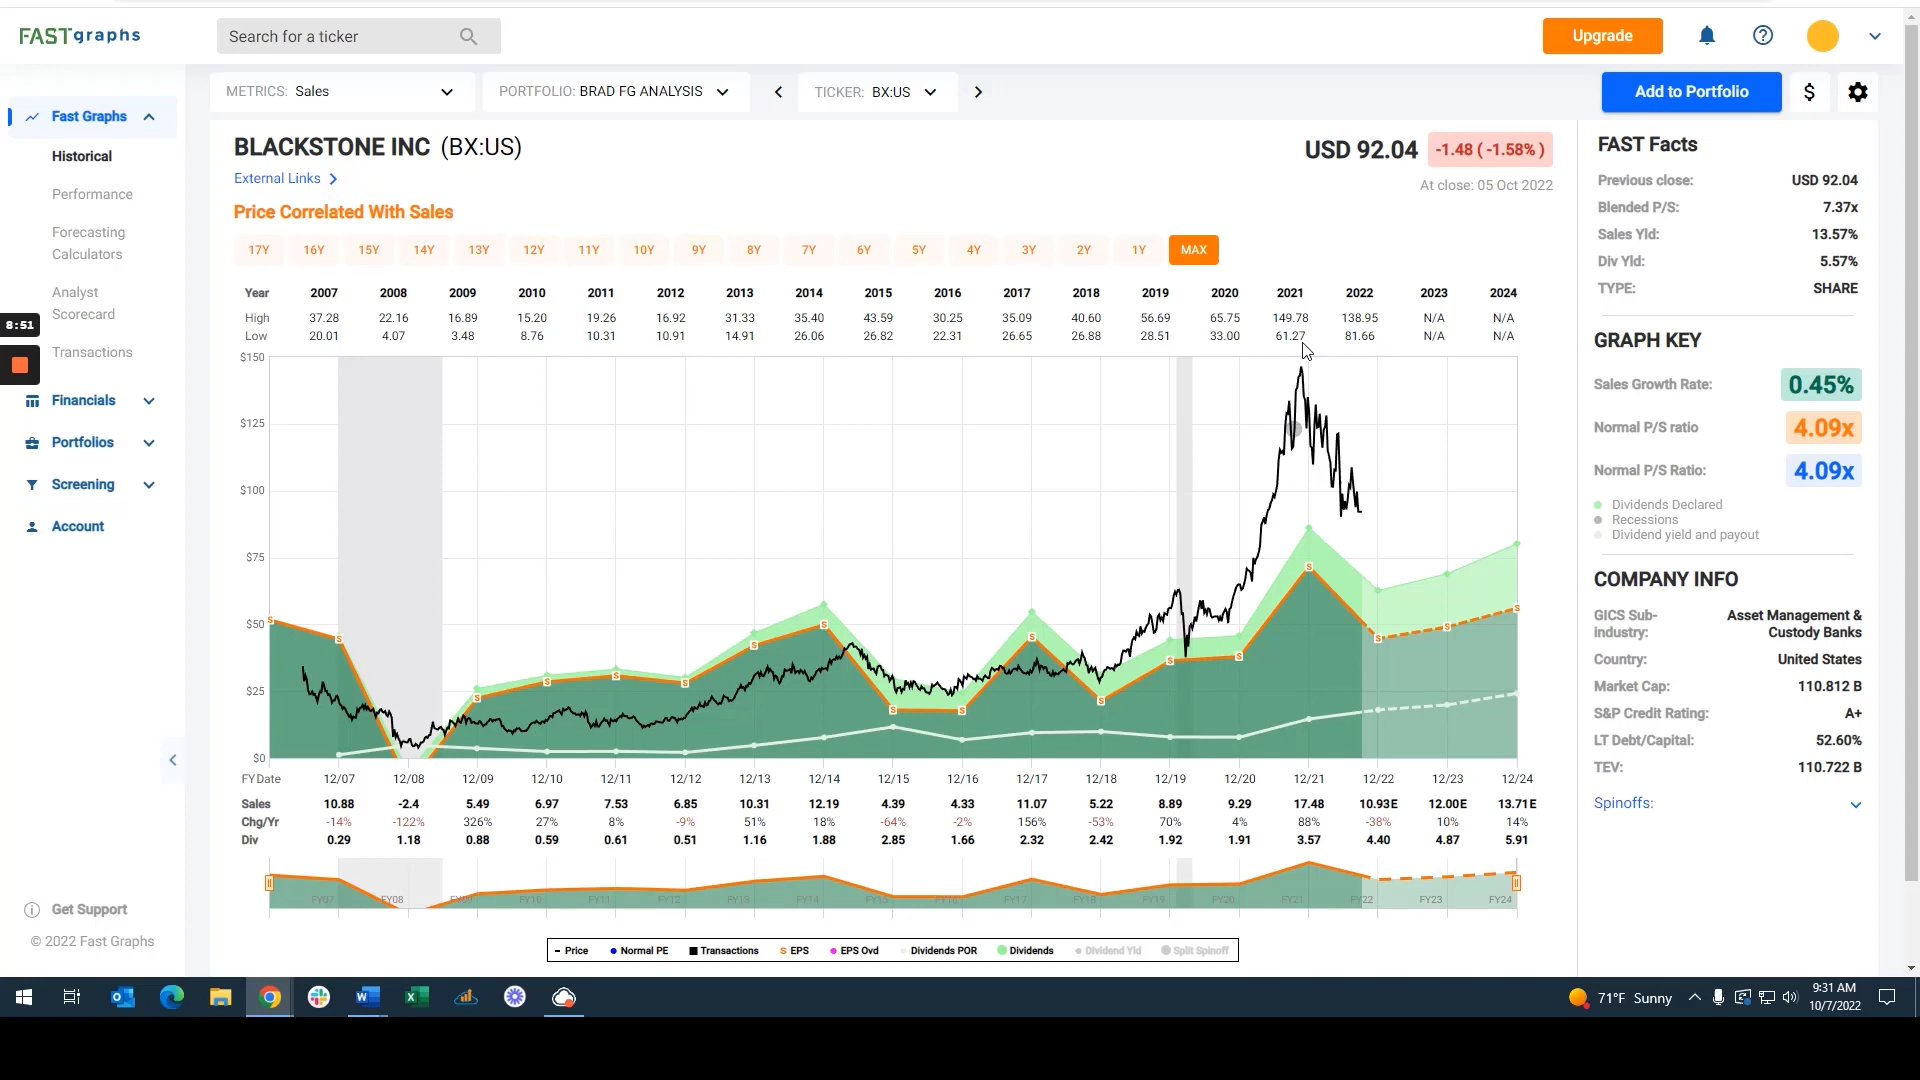 FASTgraphs
Search for a ticker
Upgrade
METRICS: Sales
PORTFOLIO: BRAD FG ANALYSIS
TICKER: BX:US
Add to Portfolio
$
Fast Graphs
Historical
Performance
Forecasting
Calculators
Analyst
Scorecard
Transactions
Financials
Portfolios
Screening
Account
8:51
Get Support
© 2022 Fast Graphs
BLACKSTONE INC (BX:US)
External Links
USD 92.04 -1.48 ( -1.58% )
At close: 05 Oct 2022
Price Correlated With Sales
17Y 16Y 15Y 14Y 13Y 12Y 11Y 10Y 9Y 8Y 7Y 6Y 5Y 4Y 3Y 2Y 1Y MAX
Year 2007 2008 2009 2010 2011 2012 2013 2014 2015 2016 2017 2018 2019 2020 2021 2022 2023 2024
High 37.28 22.16 16.89 15.20 19.26 16.92 31.33 35.40 43.59 30.25 35.09 40.60 56.69 65.75 149.78 138.95 N/A N/A
Low 20.01 4.07 3.48 8.76 10.31 10.91 14.91 26.06 26.82 22.31 26.65 26.88 28.51 33.00 61.27 81.66 N/A N/A
$150
$125
$100
$75
$50
$25
$0
FYDate 12/07 12/08 12/09 12/10 12/11 12/12 12/13 12/14 12/15 12/16 12/17 12/18 12/19 12/20 12/21 12/22 12/23 12/24
Sales 10.88 -2.4 5.49 6.97 7.53 6.85 10.31 12.19 4.39 4.33 11.07 5.22 8.89 9.29 17.48 10.93E 12.00E 13.71E
Chg/Yr -14% -122% 326% 27% 8% -9% 51% 18% -64% -2% 156% -53% 70% 4% 88% -38% 10% 14%
Div 0.29 1.18 0.88 0.59 0.61 0.51 1.16 1.88 2.85 1.66 2.32 2.42 1.92 1.91 3.57 4.40 4.87 5.91
FY07 FY08 FY09 FY10 FY11 FY12 FY13 FY14 FY15 FY16 FY17 FY18 FY19 FY20 FY21 FY22 FY23 FY24
Price Normal PE Transactions S EPS EPS Ovd Dividends POR Dividends Dividend Yld Split Spinoff
FAST Facts
Previous close: USD 92.04
Blended P/S: 7.37x
Sales Yld: 13.57%
Div Yld: 5.57%
TYPE: SHARE
GRAPH KEY
Sales Growth Rate: 0.45%
Normal P/S ratio 4.09x
Normal P/S Ratio: 4.09x
Dividends Declared
Recessions
Dividend yield and payout
COMPANY INFO
GICS Sub-industry: Asset Management &
Custody Banks
Country: United States
Market Cap: 110.812 B
S&P Credit Rating: A+
LT Debt/Capital: 52.60%
TEV: 110.722 B
Spinoffs:
71°F Sunny
9:31 AM
10/7/2022